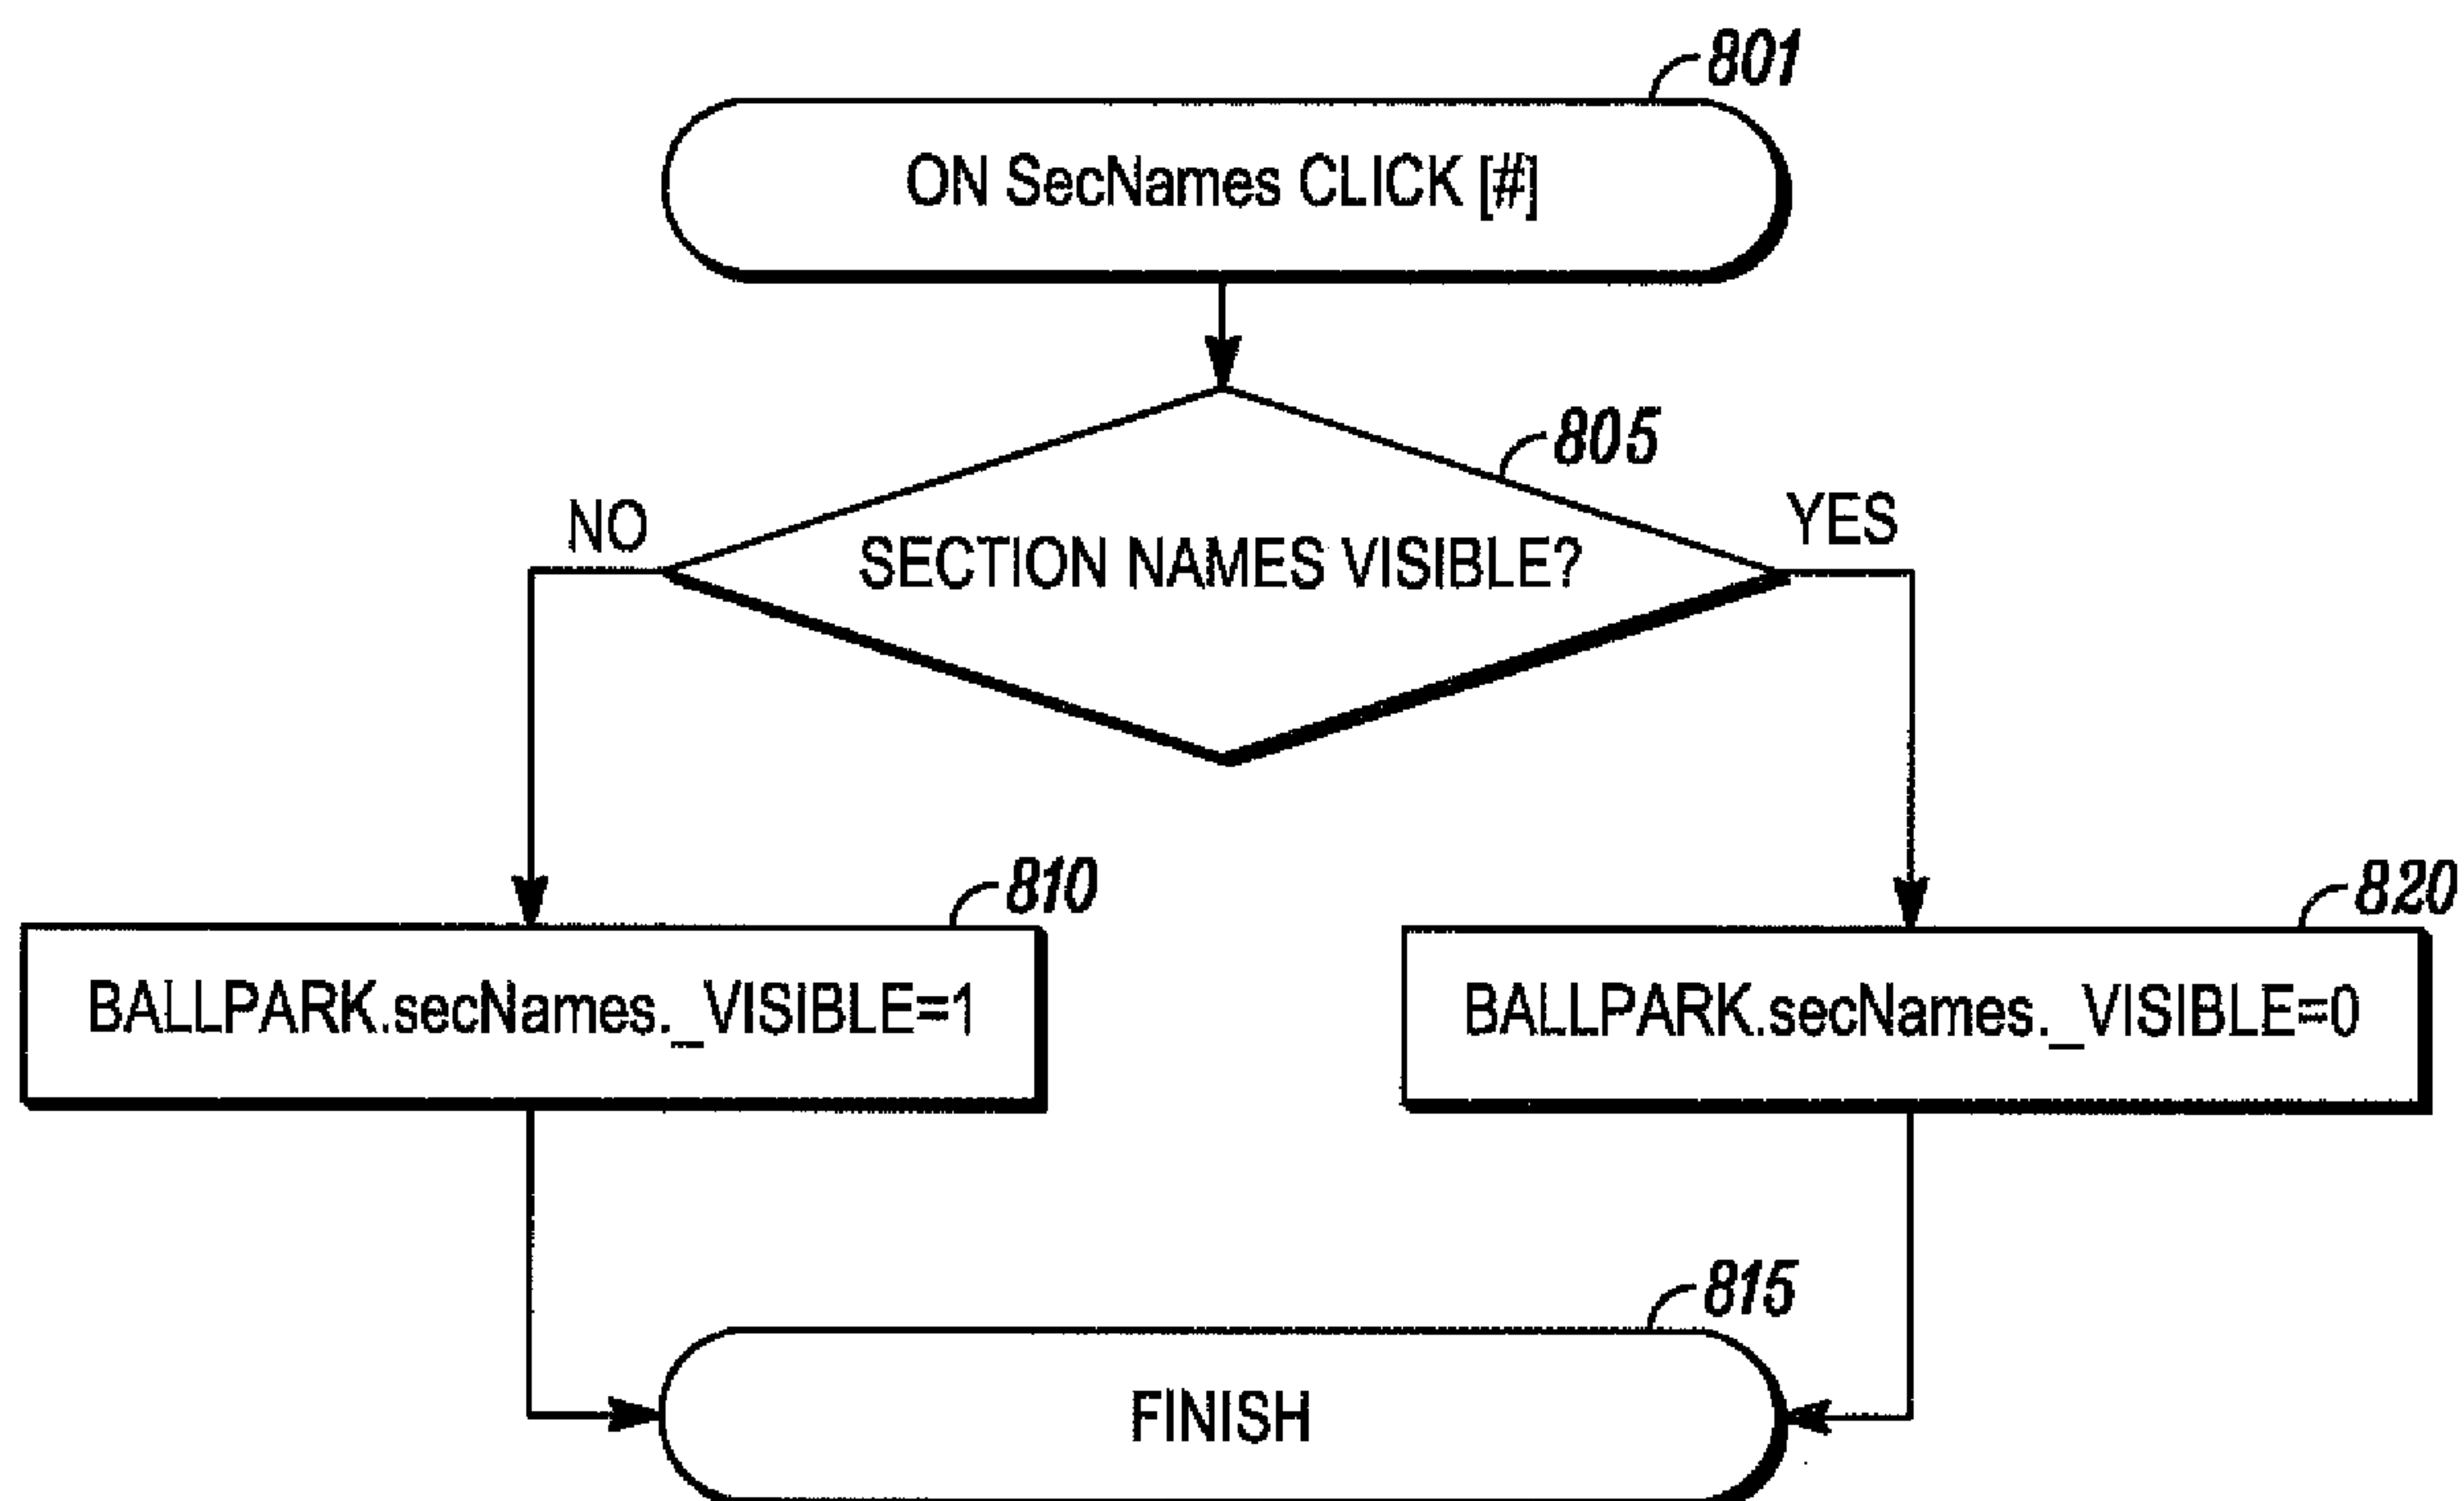 801
ON SecNames CLICK [#]
805
NO
YES
SECTION NAMES VISIBLE?
810
820
BALLPARK.secNames._VISIBLE=1
BALLPARK.secNames._VISIBLE=0
815
FINISH